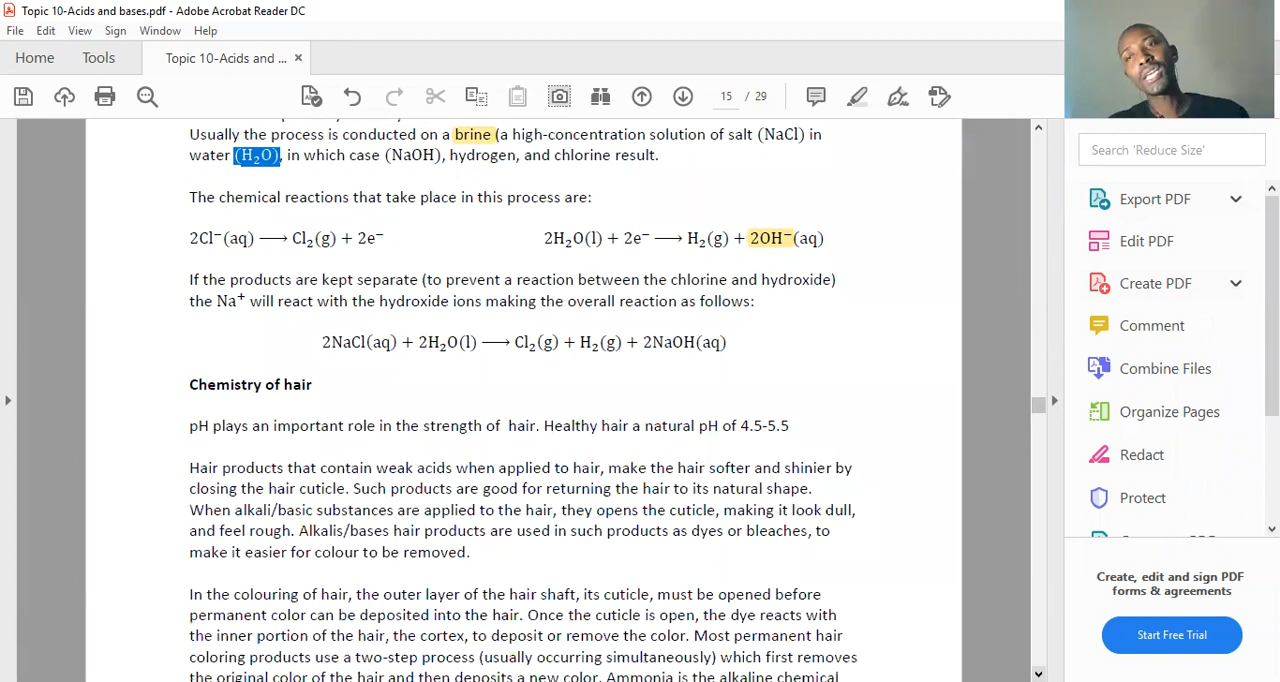 Topic 10-Acids and bases.pdf - Adobe Acrobat Reader DC
File Edit View Sign Window Help
Home Tools Topic 10-Acids and ... ×
15 / 29
Usually the process is conducted on a brine (a high-concentration solution of salt (NaCl) in
water (H₂O), in which case (NaOH), hydrogen, and chlorine result.
The chemical reactions that take place in this process are:
2Cl⁻(aq) ⟶ Cl₂(g) + 2e⁻ 2H₂O(l) + 2e⁻ ⟶ H₂(g) + 2OH⁻(aq)
If the products are kept separate (to prevent a reaction between the chlorine and hydroxide)
the Na⁺ will react with the hydroxide ions making the overall reaction as follows:
2NaCl(aq) + 2H₂O(l) ⟶ Cl₂(g) + H₂(g) + 2NaOH(aq)
Chemistry of hair
pH plays an important role in the strength of hair. Healthy hair a natural pH of 4.5-5.5
Hair products that contain weak acids when applied to hair, make the hair softer and shinier by
closing the hair cuticle. Such products are good for returning the hair to its natural shape.
When alkali/basic substances are applied to the hair, they opens the cuticle, making it look dull,
and feel rough. Alkalis/bases hair products are used in such products as dyes or bleaches, to
make it easier for colour to be removed.
In the colouring of hair, the outer layer of the hair shaft, its cuticle, must be opened before
permanent color can be deposited into the hair. Once the cuticle is open, the dye reacts with
the inner portion of the hair, the cortex, to deposit or remove the color. Most permanent hair
coloring products use a two-step process (usually occurring simultaneously) which first removes
the original color of the hair and then deposits a new color. Ammonia is the alkaline chemical
Search 'Reduce Size'
Export PDF
Edit PDF
Create PDF
Comment
Combine Files
Organize Pages
Redact
Protect
Create, edit and sign PDF
forms & agreements
Start Free Trial